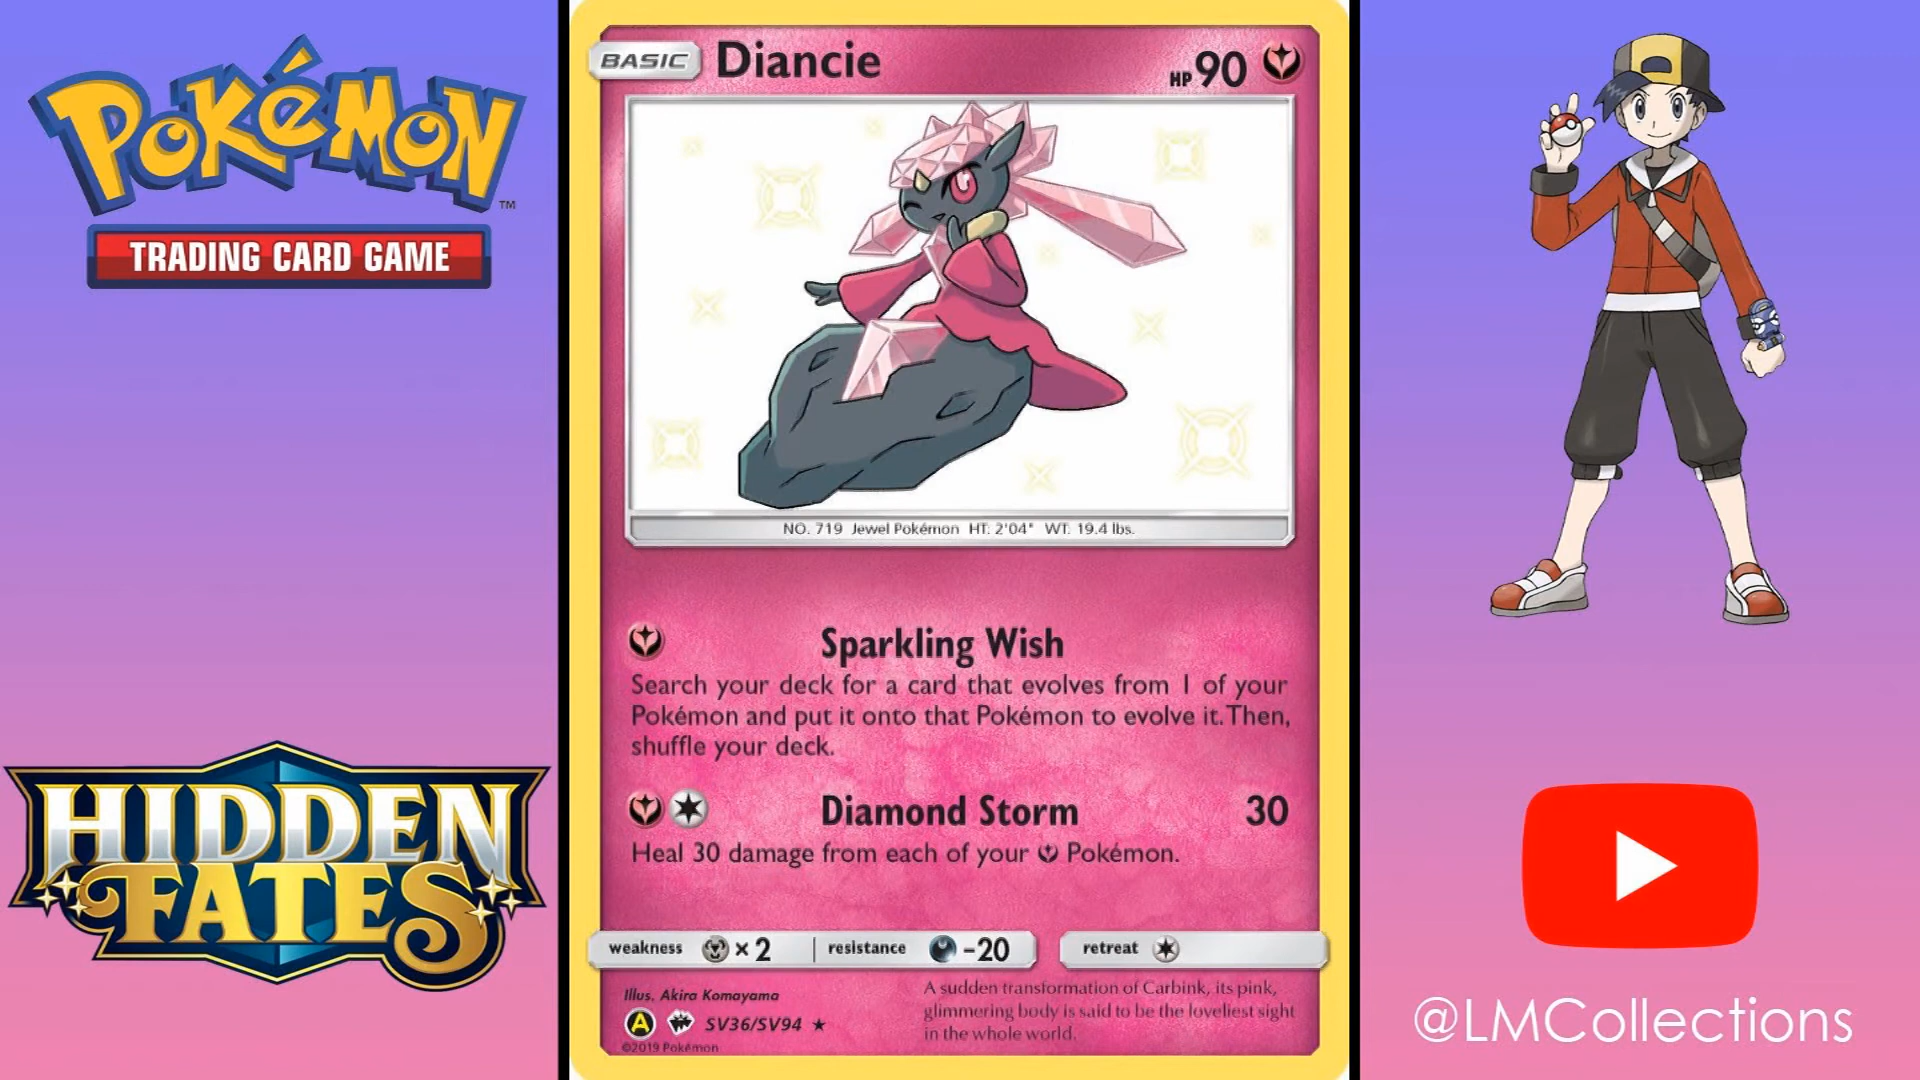 POKéMON
TM
TRADING CARD GAME
HIDDEN
FATES
BASIC
Diancie
HP 90
NO. 719 Jewel Pokémon HT: 2'04" WT: 19.4 lbs.
Sparkling Wish
Search your deck for a card that evolves from 1 of your
Pokémon and put it onto that Pokémon to evolve it. Then,
shuffle your deck.
Diamond Storm 30
Heal 30 damage from each of your Pokémon.
weakness × 2 resistance -20 retreat
Illus. Akira Komayama
A SV36/SV94
©2019 Pokémon
A sudden transformation of Carbink, its pink,
glimmering body is said to be the loveliest sight
in the whole world.
@LMCollections